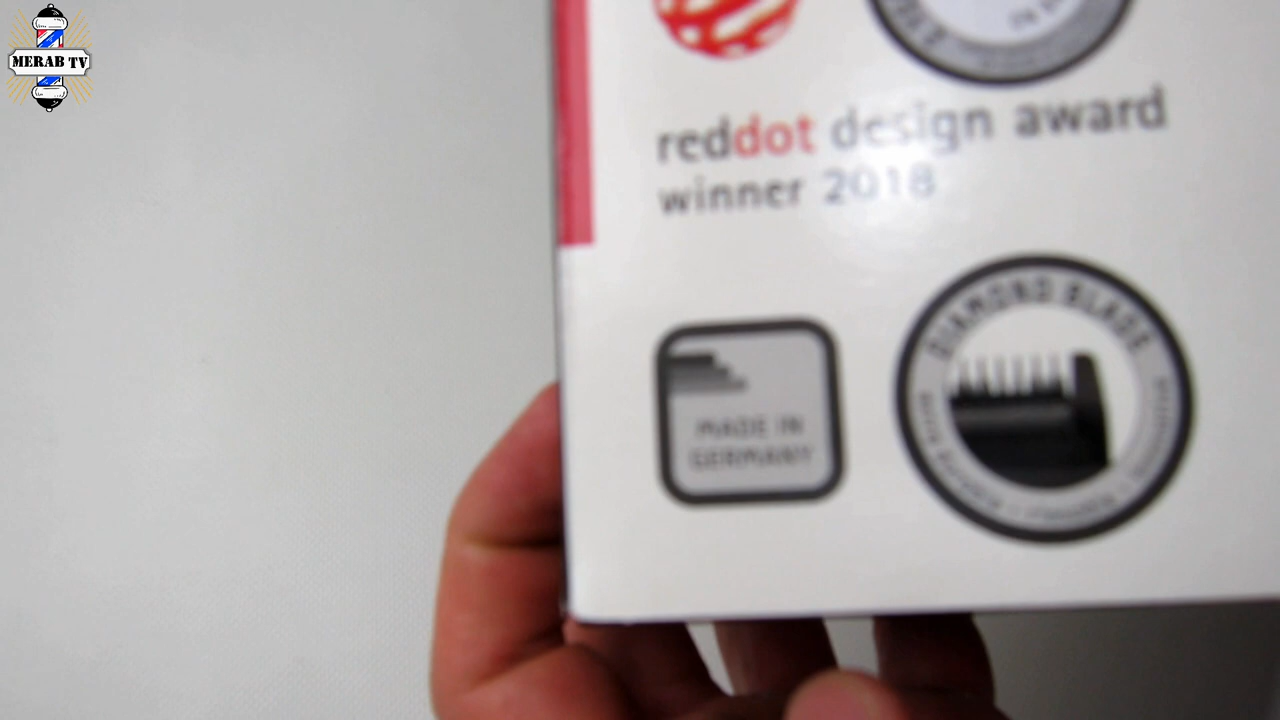 MERAB TV
reddot design award
winner 2018
MADE IN
GERMANY
DIAMOND BLADE